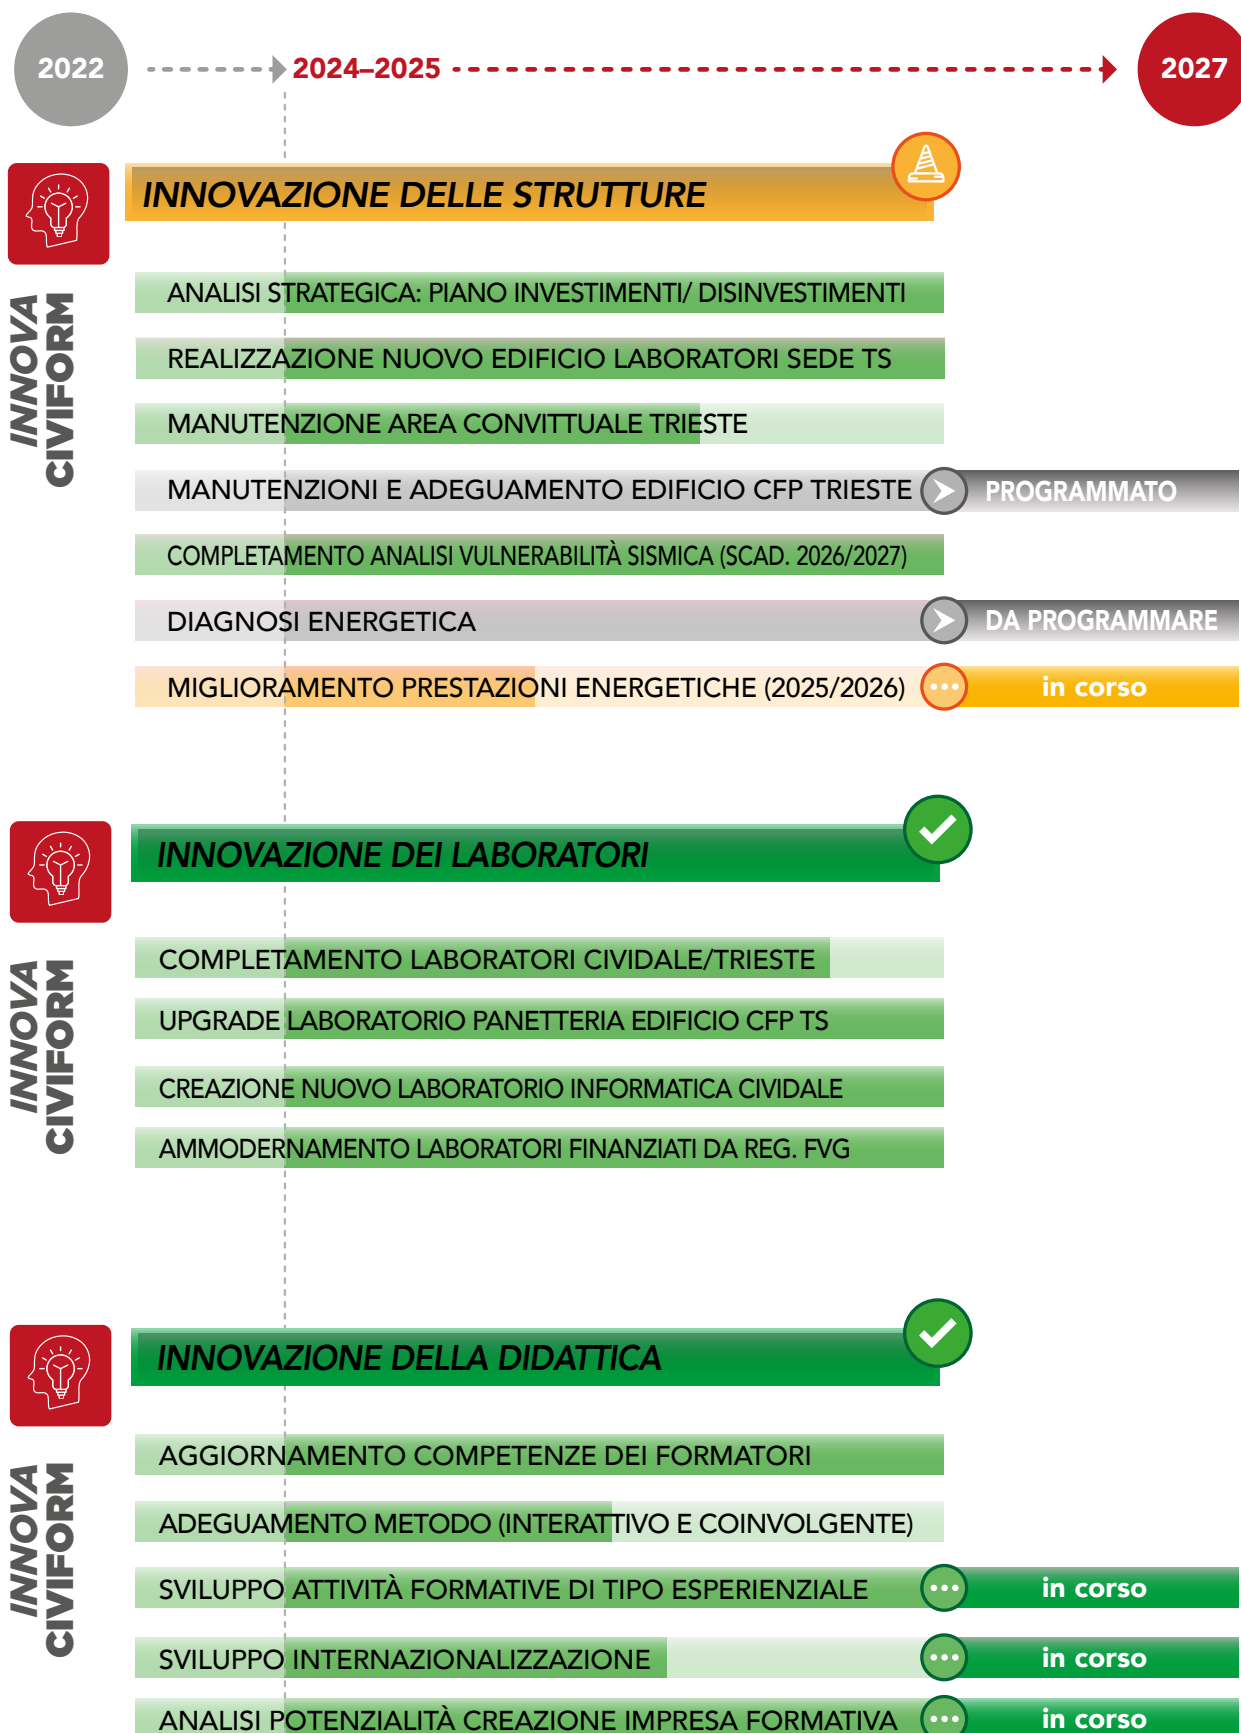 2022
2024–2025
2027
INNOVAZIONE DELLE STRUTTURE
INNOVA
CIVIFORM
ANALISI STRATEGICA: PIANO INVESTIMENTI/ DISINVESTIMENTI
REALIZZAZIONE NUOVO EDIFICIO LABORATORI SEDE TS
MANUTENZIONE AREA CONVITTUALE TRIESTE
MANUTENZIONI E ADEGUAMENTO EDIFICIO CFP TRIESTE
PROGRAMMATO
COMPLETAMENTO ANALISI VULNERABILITÀ SISMICA (SCAD. 2026/2027)
DIAGNOSI ENERGETICA
DA PROGRAMMARE
MIGLIORAMENTO PRESTAZIONI ENERGETICHE (2025/2026)
in corso
INNOVAZIONE DEI LABORATORI
INNOVA
CIVIFORM
COMPLETAMENTO LABORATORI CIVIDALE/TRIESTE
UPGRADE LABORATORIO PANETTERIA EDIFICIO CFP TS
CREAZIONE NUOVO LABORATORIO INFORMATICA CIVIDALE
AMMODERNAMENTO LABORATORI FINANZIATI DA REG. FVG
INNOVAZIONE DELLA DIDATTICA
INNOVA
CIVIFORM
AGGIORNAMENTO COMPETENZE DEI FORMATORI
ADEGUAMENTO METODO (INTERATTIVO E COINVOLGENTE)
SVILUPPO ATTIVITÀ FORMATIVE DI TIPO ESPERIENZIALE
in corso
SVILUPPO INTERNAZIONALIZZAZIONE
in corso
ANALISI POTENZIALITÀ CREAZIONE IMPRESA FORMATIVA
in corso